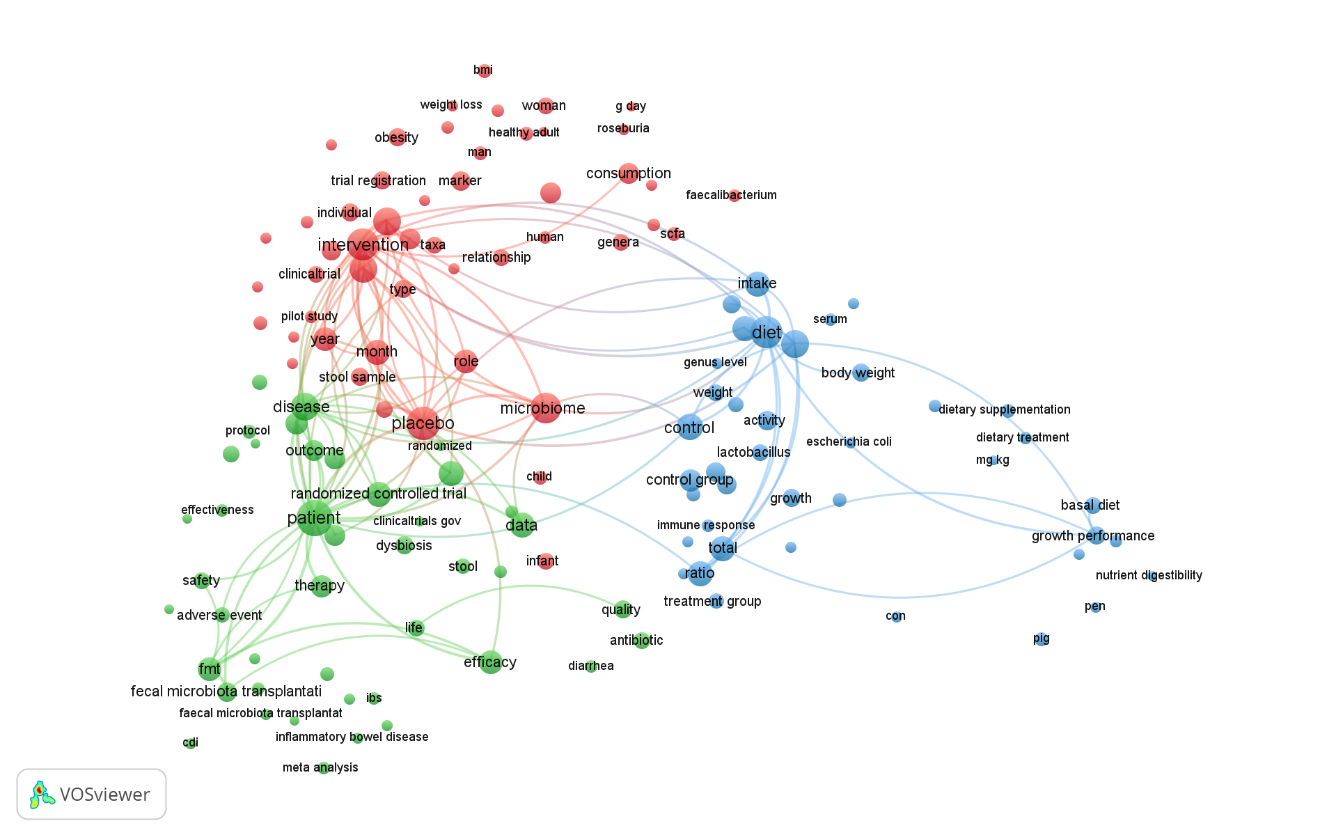 bmi
weight loss
woman
g day
obesity
healthy adult
roseburia
man
trial registration
marker
consumption
faecalibacterium
individual
intervention
taxa
human
genera
scfa
relationship
clinicaltrial
type
intake
pilot study
serum
year
diet
month
role
genus level
stool sample
body weight
weight
disease
microbiome
placebo
control
activity
dietary supplementation
protocol
randomized
escherichia coli
dietary treatment
outcome
lactobacillus
mg kg
child
control group
randomized controlled trial
growth
basal diet
effectiveness
patient
clinicaltrials gov
data
immune response
growth performance
dysbiosis
total
stool
infant
ratio
nutrient digestibility
safety
therapy
treatment group
adverse event
quality
pen
con
life
antibiotic
pig
fmt
efficacy
diarrhea
fecal microbiota transplantati
ibs
faecal microbiota transplantat
cdi
inflammatory bowel disease
meta analysis
VOSviewer